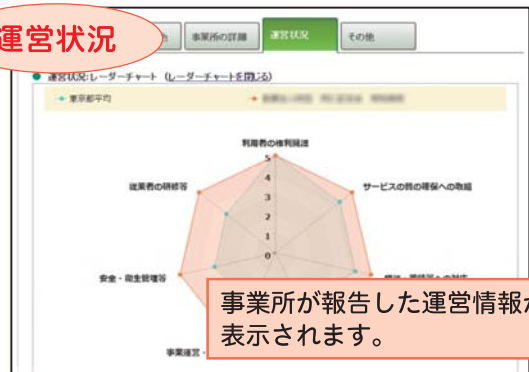 運営状況
事業所の詳細
運営状況
その他
運営状況:レーダーチャート (レーダーチャートを閉じる)
東京都平均
利用者の権利擁護
従業者の研修等
サービスの質の確保への取組
5
4
3
2
1
0
安全・衛生管理等
事業所が報告した運営情報が
表示されます。
事業運営・